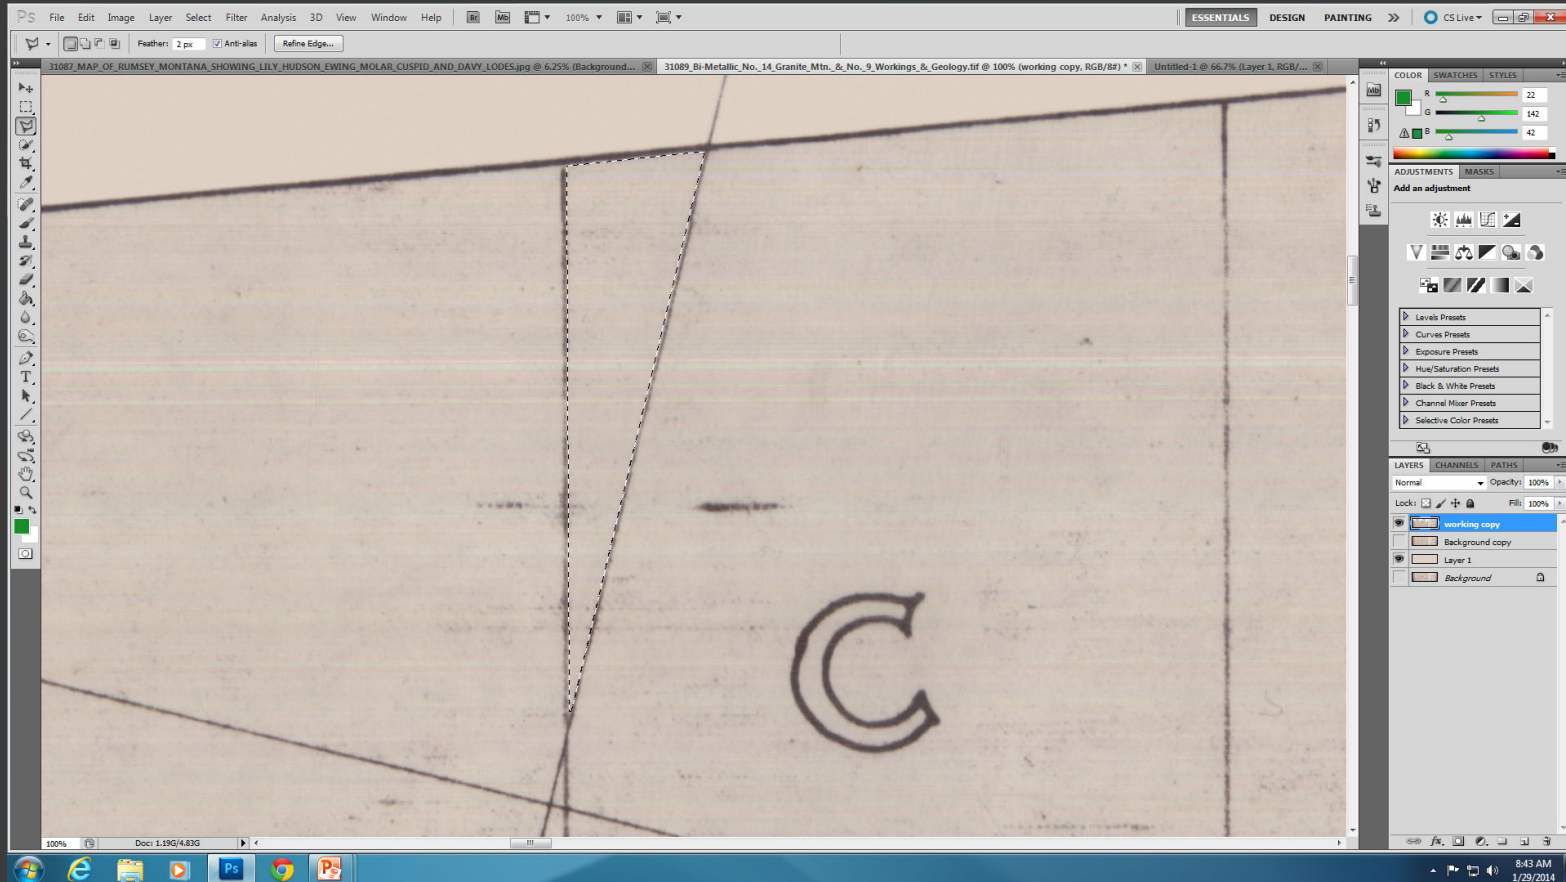 Ps File Edit Image Layer Select Filter Analysis 3D View Window Help Br Mb 100% ESSENTIALS DESIGN PAINTING CS Live
Feather: 2 px Anti-alias Refine Edge...
31087_MAP_OF_RUMSEY_MONTANA_SHOWING_LILY_HUDSON_EWING_MOLAR_CUSPID_AND_DAVY_LODES.jpg @ 6.25% (Background... 31089_Bi-Metallic_No._14_Granite_Mtn._&_No._9_Workings_&_Geology.tif @ 100% (working copy, RGB/8#) * Untitled-1 @ 66.7% (Layer 1, RGB/...
COLOR SWATCHES STYLES
R 22
G 142
B 42
ADJUSTMENTS MASKS
Add an adjustment
Levels Presets
Curves Presets
Exposure Presets
Hue/Saturation Presets
Black & White Presets
Channel Mixer Presets
Selective Color Presets
LAYERS CHANNELS PATHS
Normal Opacity: 100%
Lock: Fill: 100%
working copy
Background copy
Layer 1
Background
C
100% Doc: 1.19G/4.83G
Ps
8:43 AM
1/29/2014